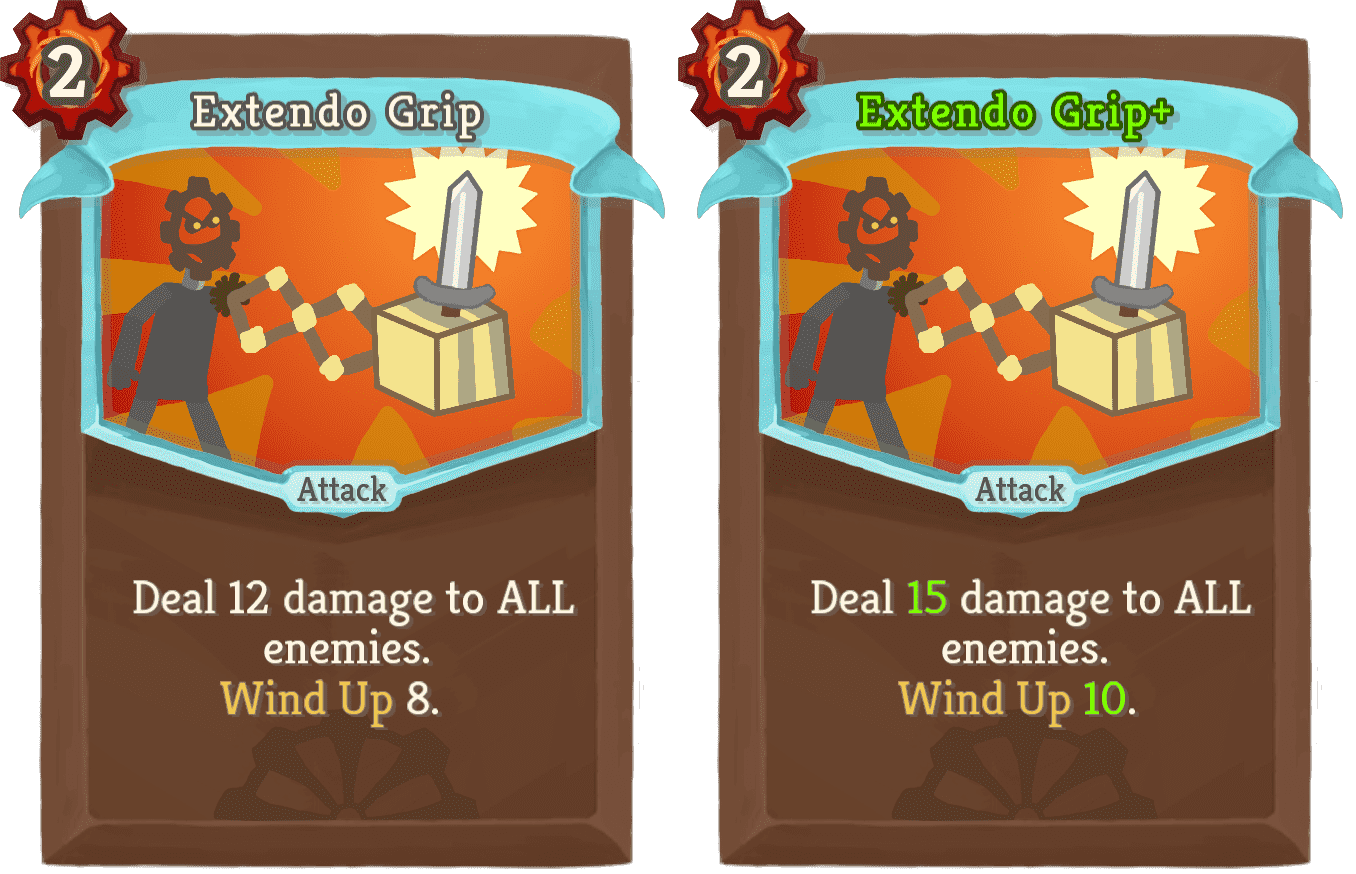 2
Extendo Grip
Attack
Deal 12 damage to ALL
enemies.
Wind Up 8.
2
Extendo Grip+
Attack
Deal 15 damage to ALL
enemies.
Wind Up 10.